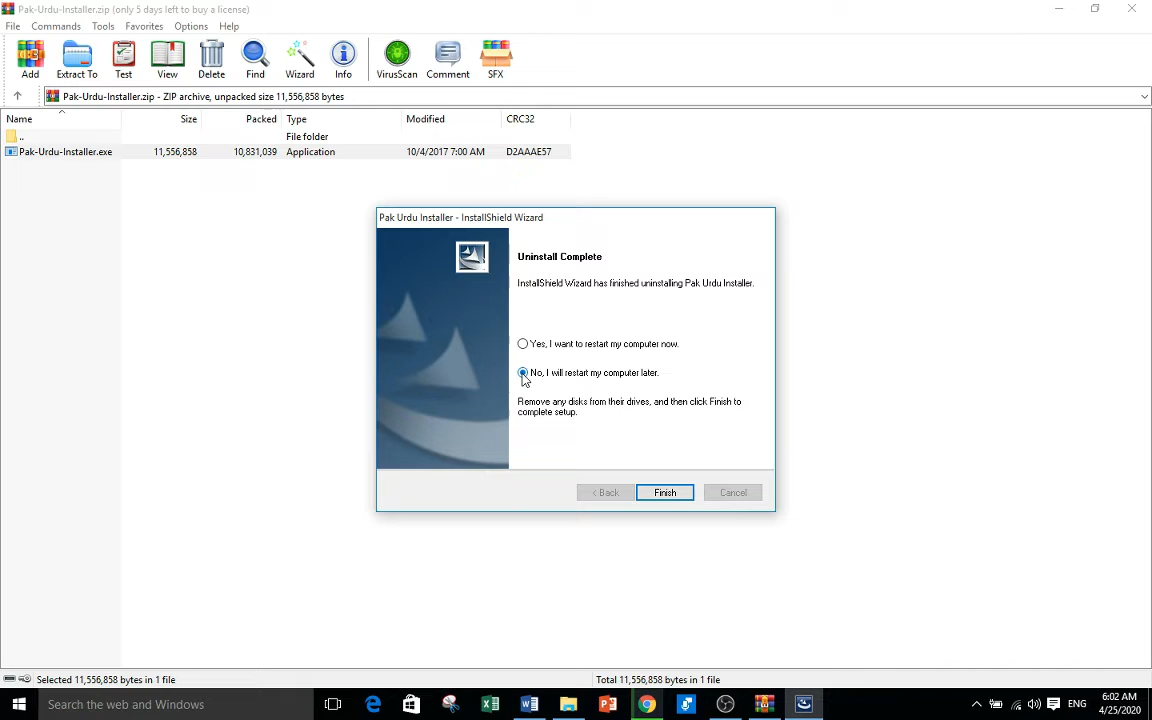 Pak-Urdu-Installer.zip (only 5 days left to buy a license)
File Commands Tools Favorites Options Help
Add Extract To Test View Delete Find Wizard Info VirusScan Comment SFX
Pak-Urdu-Installer.zip - ZIP archive, unpacked size 11,556,858 bytes
Name Size Packed Type Modified CRC32
.. File folder
Pak-Urdu-Installer.exe 11,556,858 10,831,039 Application 10/4/2017 7:00 AM D2AAAE57
Pak Urdu Installer - InstallShield Wizard
Uninstall Complete
InstallShield Wizard has finished uninstalling Pak Urdu Installer.
Yes, I want to restart my computer now.
No, I will restart my computer later.
Remove any disks from their drives, and then click Finish to
complete setup.
< Back Finish Cancel
Selected 11,556,858 bytes in 1 file Total 11,556,858 bytes in 1 file
Search the web and Windows ENG 6:02 AM
4/25/2020